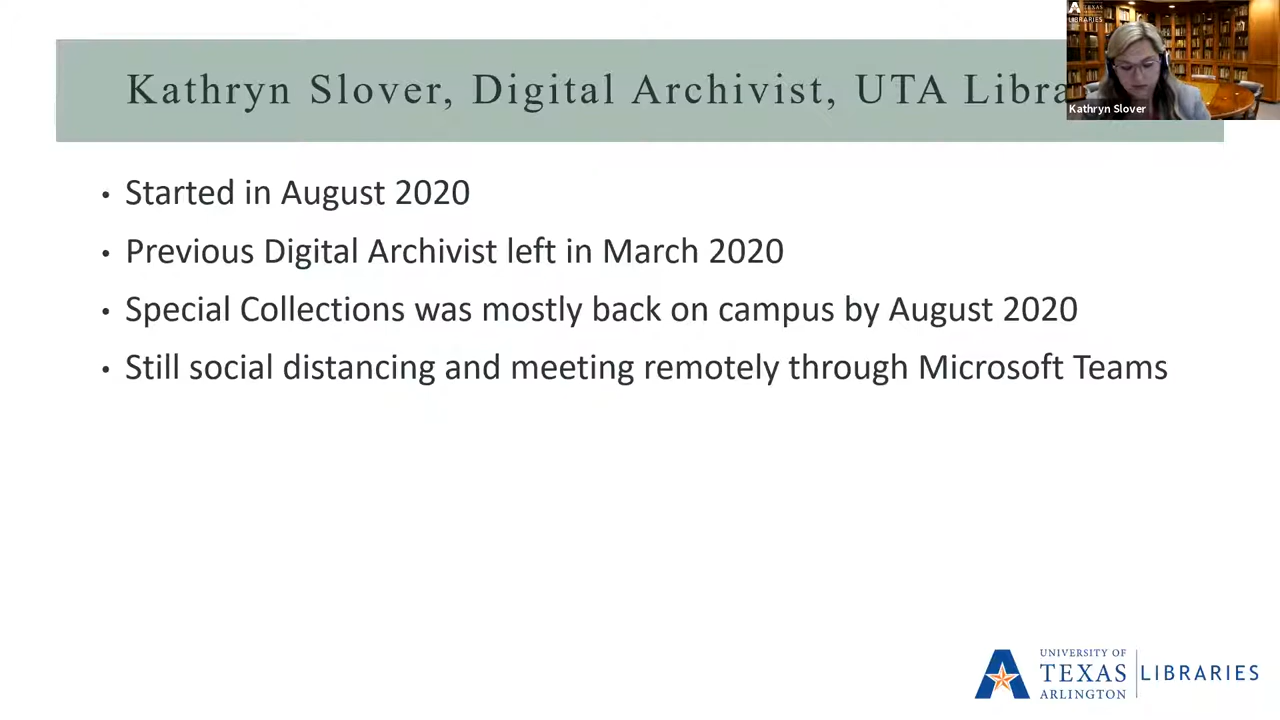 Kathryn Slover, Digital Archivist, UTA Libra
TEXAS
LIBRARIES
Kathryn Slover
• Started in August 2020
• Previous Digital Archivist left in March 2020
• Special Collections was mostly back on campus by August 2020
• Still social distancing and meeting remotely through Microsoft Teams
UNIVERSITY OF
TEXAS
ARLINGTON
LIBRARIES